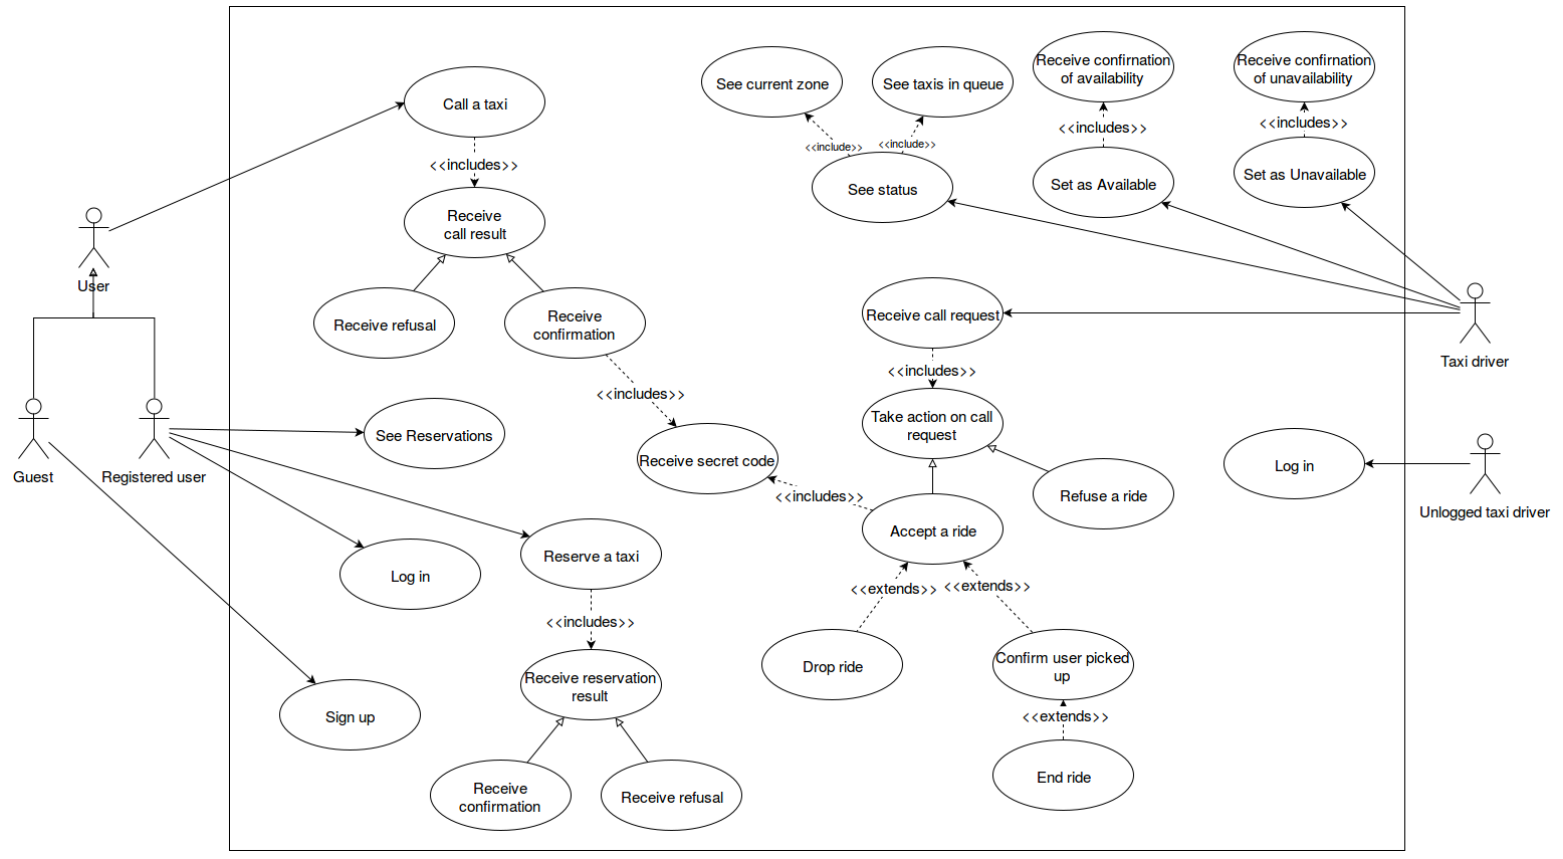 Receive confirnation
of availability
Receive confirnation
of unavailability
See current zone
See taxis in queue
Call a taxi
<<includes>>
<<includes>>
<<include>>
<<include>>
<<includes>>
See status
Set as Available
Set as Unavailable
Receive
call result
User
Receive refusal
Receive
confirmation
Receive call request
Taxi driver
<<includes>>
<<includes>>
Take action on call
request
See Reservations
Receive secret code
Log in
Guest
Registered user
Refuse a ride
<<includes>>
Unlogged taxi driver
Accept a ride
Reserve a taxi
Log in
<<extends>>
<<extends>>
<<includes>>
Receive reservation
result
Drop ride
Confirm user picked
up
Sign up
<<extends>>
Receive
confirmation
Receive refusal
End ride